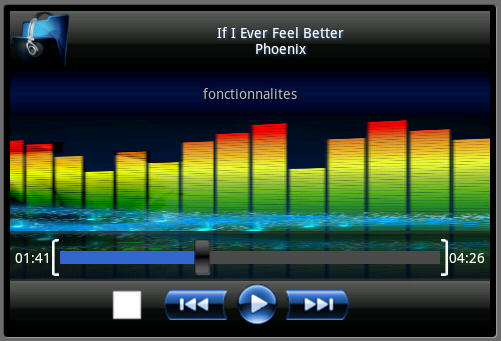 If I Ever Feel Better
Phoenix
fonctionnalites
01:41
04:26